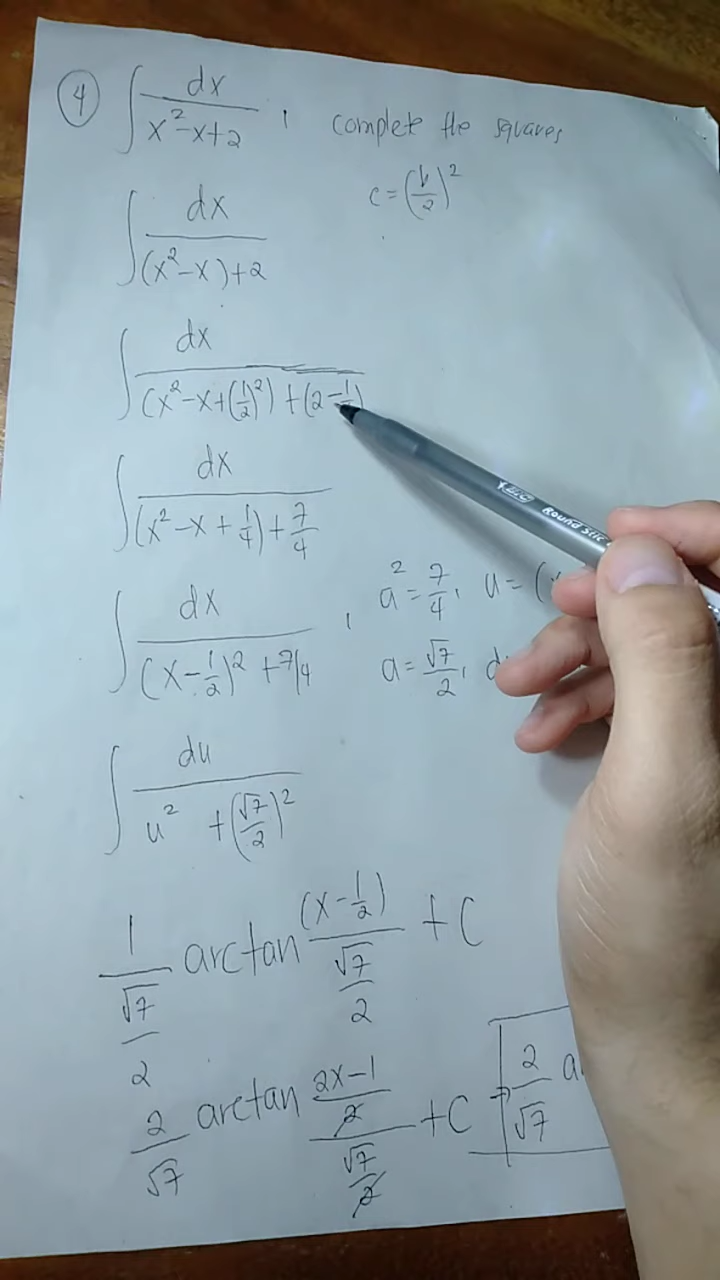 ④ ∫ dx / (x²-x+2) , complete the squares
c = (b/2)²
∫ dx / ((x²-x)+2)
∫ dx / ((x²-x+(1/2)²)+(2-1/4))
∫ dx / ((x²-x+1/4)+7/4)
∫ dx / ((x-1/2)²+7/4) , a² = 7/4, u = (x
a = √7/2, d
∫ du / (u² + (√7/2)²)
1/(√7/2) arctan (x-1/2)/(√7/2) + C
2/√7 arctan ((2x-1)/2)/(√7/2) + C → 2/√7 a
BIC Round Stic